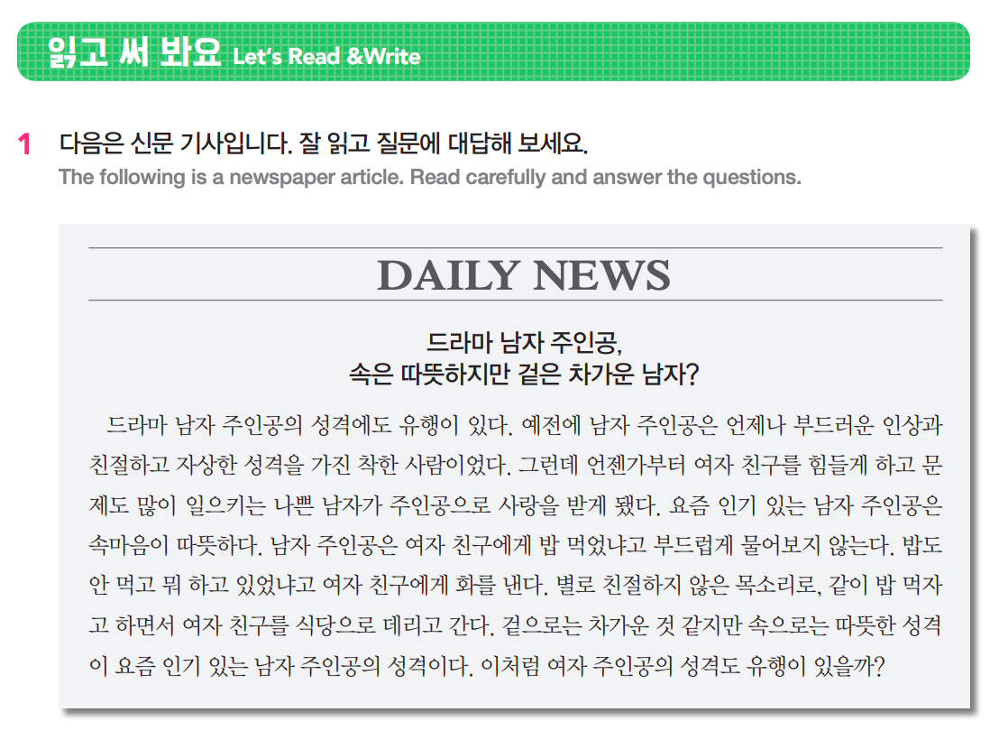 읽고 써 봐요 Let's Read &Write
1 다음은 신문 기사입니다. 잘 읽고 질문에 대답해 보세요.
The following is a newspaper article. Read carefully and answer the questions.
DAILY NEWS
드라마 남자 주인공,
속은 따뜻하지만 겉은 차가운 남자?
드라마 남자 주인공의 성격에도 유행이 있다. 예전에 남자 주인공은 언제나 부드러운 인상과
친절하고 자상한 성격을 가진 착한 사람이었다. 그런데 언젠가부터 여자 친구를 힘들게 하고 문
제도 많이 일으키는 나쁜 남자가 주인공으로 사랑을 받게 됐다. 요즘 인기 있는 남자 주인공은
속마음이 따뜻하다. 남자 주인공은 여자 친구에게 밥 먹었냐고 부드럽게 물어보지 않는다. 밥도
안 먹고 뭐 하고 있었냐고 여자 친구에게 화를 낸다. 별로 친절하지 않은 목소리로, 같이 밥 먹자
고 하면서 여자 친구를 식당으로 데리고 간다. 겉으로는 차가운 것 같지만 속으로는 따뜻한 성격
이 요즘 인기 있는 남자 주인공의 성격이다. 이처럼 여자 주인공의 성격도 유행이 있을까?